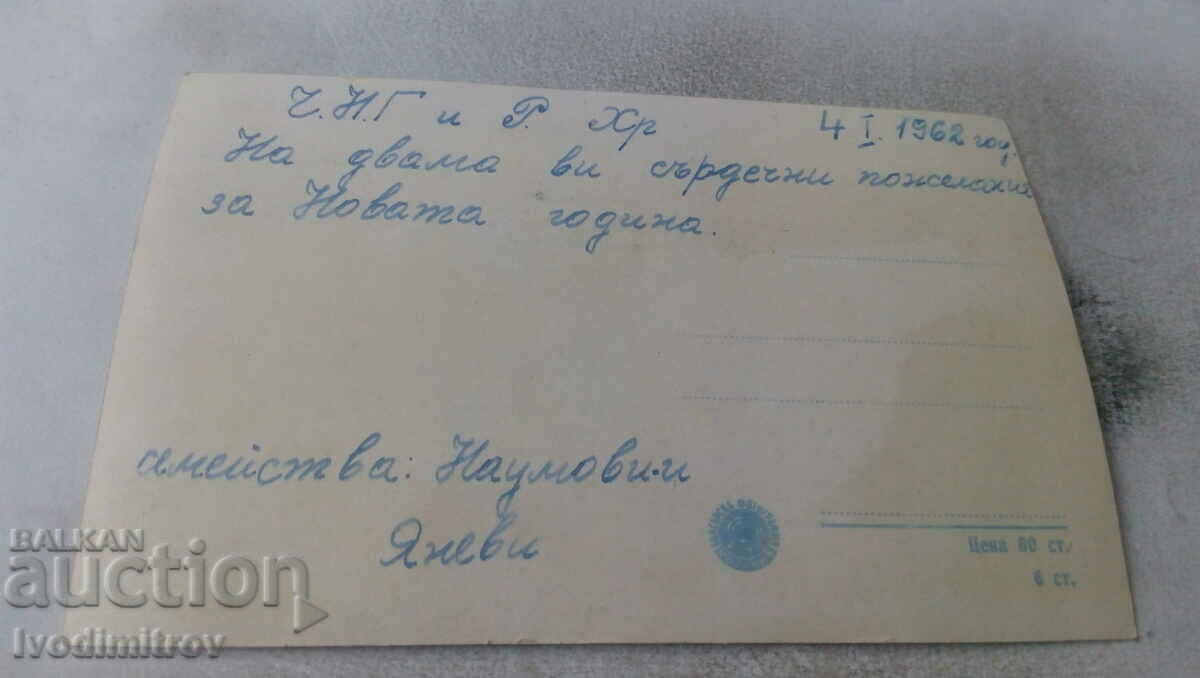 Ч.Н.Г и Р. Хр 4 I. 1962 год.
На двама ви сърдечни пожелания
за Новата година.
семейства: Наумови-и
Яневи
Цена 60 ст.
6 ст.
BALKAN
auction
Ivodimitrov